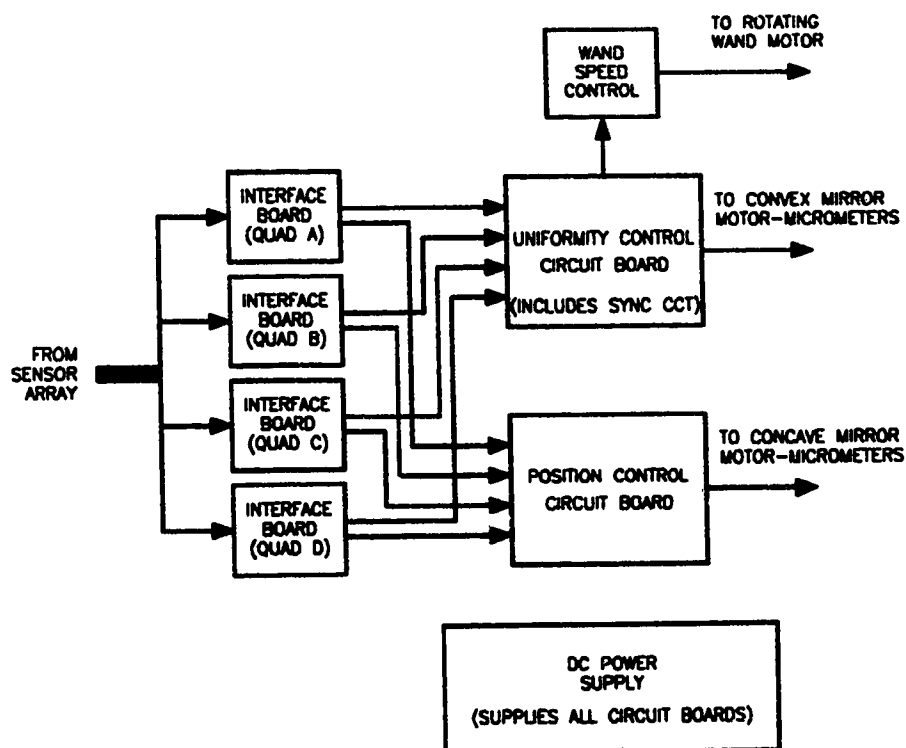 TO ROTATING
WAND MOTOR
WAND
SPEED
CONTROL
INTERFACE
BOARD
(QUAD A)
UNIFORMITY CONTROL
CIRCUIT BOARD
(INCLUDES SYNC CCT)
TO CONVEX MIRROR
MOTOR-MICROMETERS
INTERFACE
BOARD
(QUAD B)
FROM
SENSOR
ARRAY
INTERFACE
BOARD
(QUAD C)
TO CONCAVE MIRROR
MOTOR-MICROMETERS
POSITION CONTROL
CIRCUIT BOARD
INTERFACE
BOARD
(QUAD D)
DC POWER
SUPPLY
(SUPPLIES ALL CIRCUIT BOARDS)